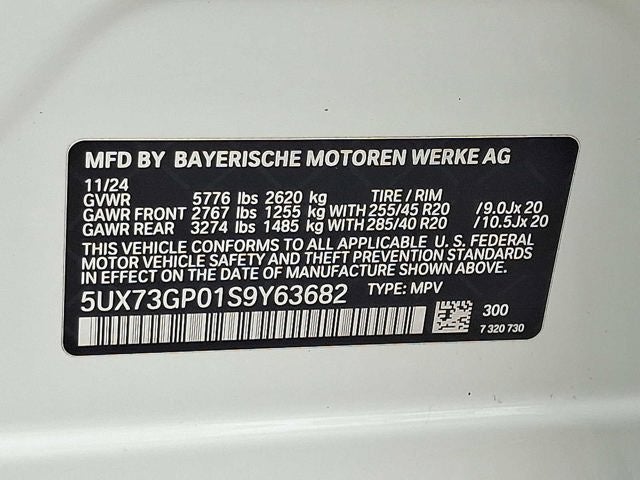 MFD BY BAYERISCHE MOTOREN WERKE AG
11/24
GVWR 5776 lbs 2620 kg TIRE / RIM
GAWR FRONT 2767 lbs 1255 kg WITH 255/45 R20 /9.0Jx 20
GAWR REAR 3274 lbs 1485 kg WITH 285/40 R20 /10.5Jx 20
THIS VEHICLE CONFORMS TO ALL APPLICABLE U. S. FEDERAL
MOTOR VEHICLE SAFETY AND THEFT PREVENTION STANDARDS
IN EFFECT ON THE DATE OF MANUFACTURE SHOWN ABOVE.
5UX73GP01S9Y63682 TYPE: MPV
300
7 320 730